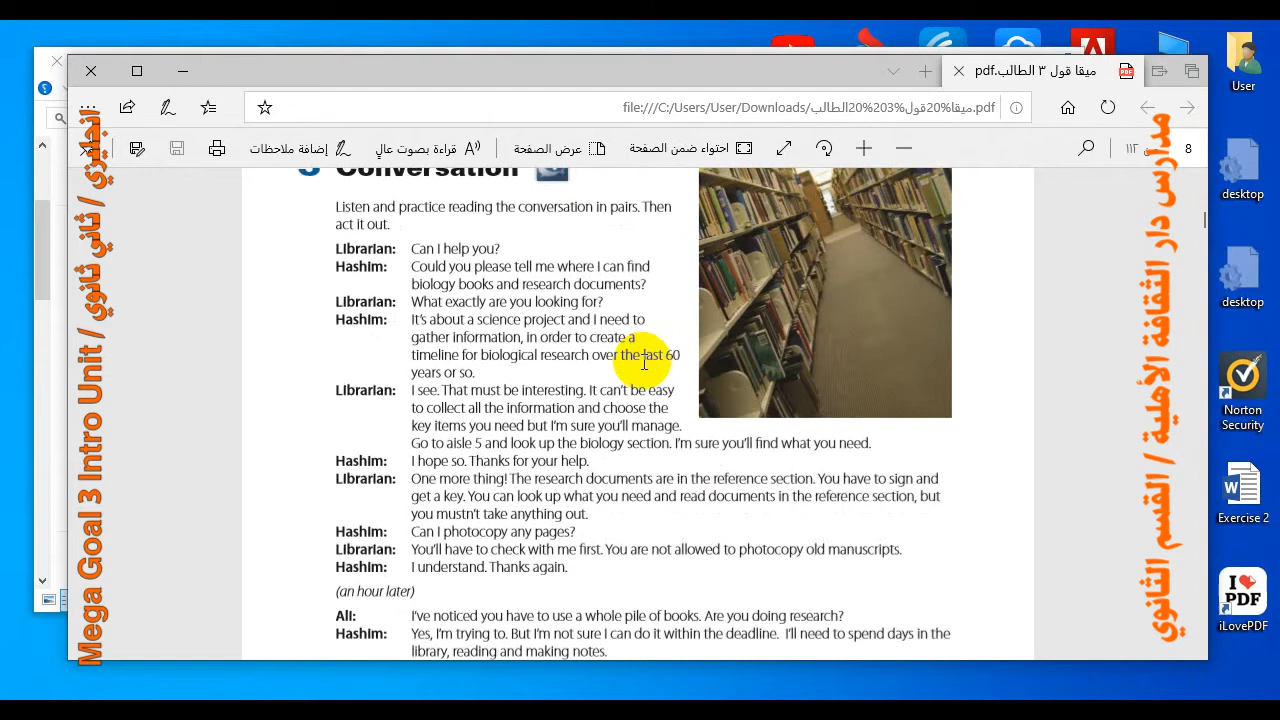 ميقا قول ٣ الطالب.pdf
file:///C:/Users/User/Downloads/ميقا%20قول%203%20الطالب.pdf
إضافة ملاحظات
قراءة بصوت عالٍ
عرض الصفحة
احتواء ضمن الصفحة
١١٢
8
Conversation
Listen and practice reading the conversation in pairs. Then
act it out.
Librarian: Can I help you?
Hashim: Could you please tell me where I can find
biology books and research documents?
Librarian: What exactly are you looking for?
Hashim: It's about a science project and I need to
gather information, in order to create a
timeline for biological research over the last 60
years or so.
Librarian: I see. That must be interesting. It can't be easy
to collect all the information and choose the
key items you need but I'm sure you'll manage.
Go to aisle 5 and look up the biology section. I'm sure you'll find what you need.
Hashim: I hope so. Thanks for your help.
Librarian: One more thing! The research documents are in the reference section. You have to sign and
get a key. You can look up what you need and read documents in the reference section, but
you mustn't take anything out.
Hashim: Can I photocopy any pages?
Librarian: You'll have to check with me first. You are not allowed to photocopy old manuscripts.
Hashim: I understand. Thanks again.
(an hour later)
Ali: I've noticed you have to use a whole pile of books. Are you doing research?
Hashim: Yes, I'm trying to. But I'm not sure I can do it within the deadline. I'll need to spend days in the
library, reading and making notes.
Mega Goal 3 Intro Unit / انجليزي / ثاني ثانوي
مدارس دار الثقافة الأهلية / القسم الثانوي
User
desktop
desktop
Norton
Security
Exercise 2
I PDF
iLovePDF